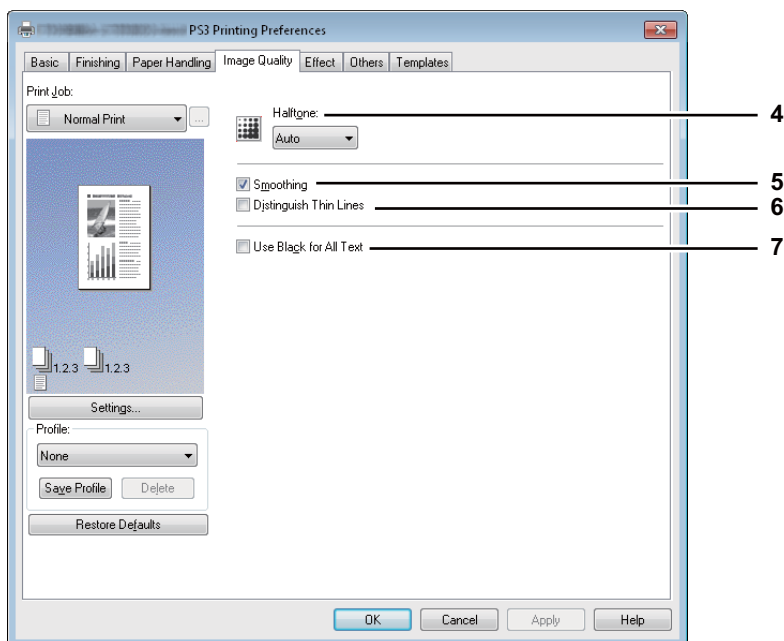 PS3 Printing Preferences
Basic Finishing Paper Handling Image Quality Effect Others Templates
Print Job:
Normal Print ...
Halftone: 4
Auto
Smoothing 5
Distinguish Thin Lines 6
Use Black for All Text 7
1.2.3 1.2.3
Settings...
Profile:
None
Save Profile Delete
Restore Defaults
OK Cancel Apply Help